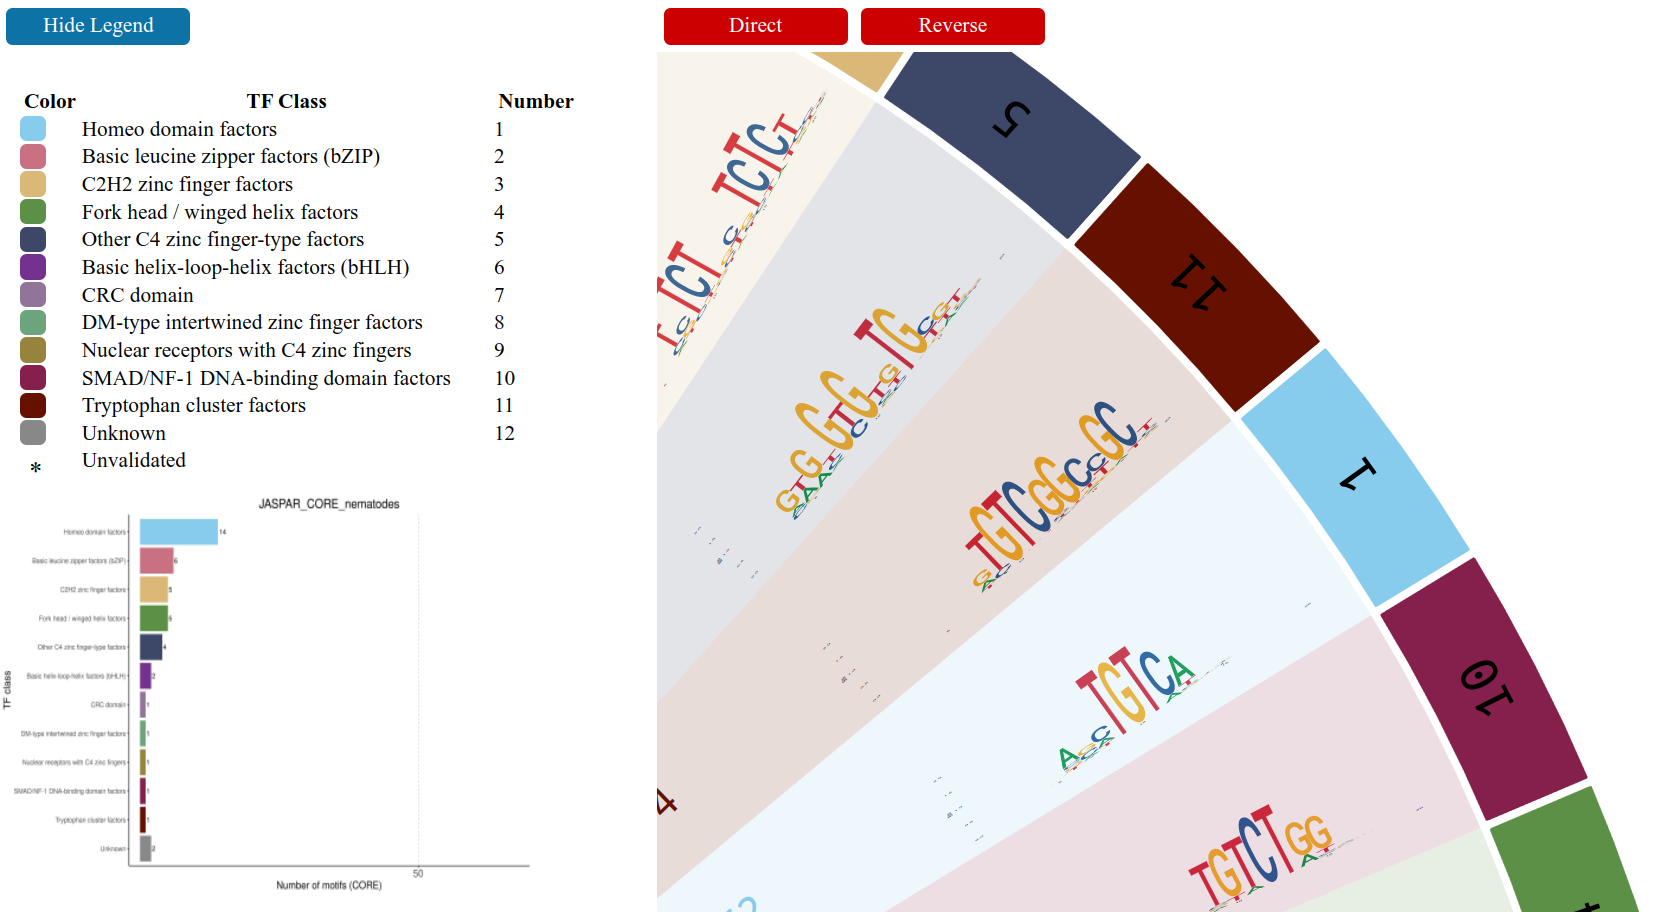 Hide Legend
Direct
Reverse
Color TF Class Number
Homeo domain factors 1
Basic leucine zipper factors (bZIP) 2
C2H2 zinc finger factors 3
Fork head / winged helix factors 4
Other C4 zinc finger-type factors 5
Basic helix-loop-helix factors (bHLH) 6
CRC domain 7
DM-type intertwined zinc finger factors 8
Nuclear receptors with C4 zinc fingers 9
SMAD/NF-1 DNA-binding domain factors 10
Tryptophan cluster factors 11
Unknown 12
* Unvalidated
JASPAR_CORE_nematodes
Homeo domain factors 14
Basic leucine zipper factors (bZIP) 6
C2H2 zinc finger factors 5
Fork head / winged helix factors 5
Other C4 zinc finger-type factors 4
Basic helix-loop-helix factors (bHLH) 2
CRC domain 1
DM-type intertwined zinc finger factors 1
Nuclear receptors with C4 zinc fingers 1
SMAD/NF-1 DNA-binding domain factors 1
Tryptophan cluster factors 1
Unknown 2
TF class
50
Number of motifs (CORE)
5
11
1
10
4
TGTCGGCCGC
TGTCA
TGTCTGG